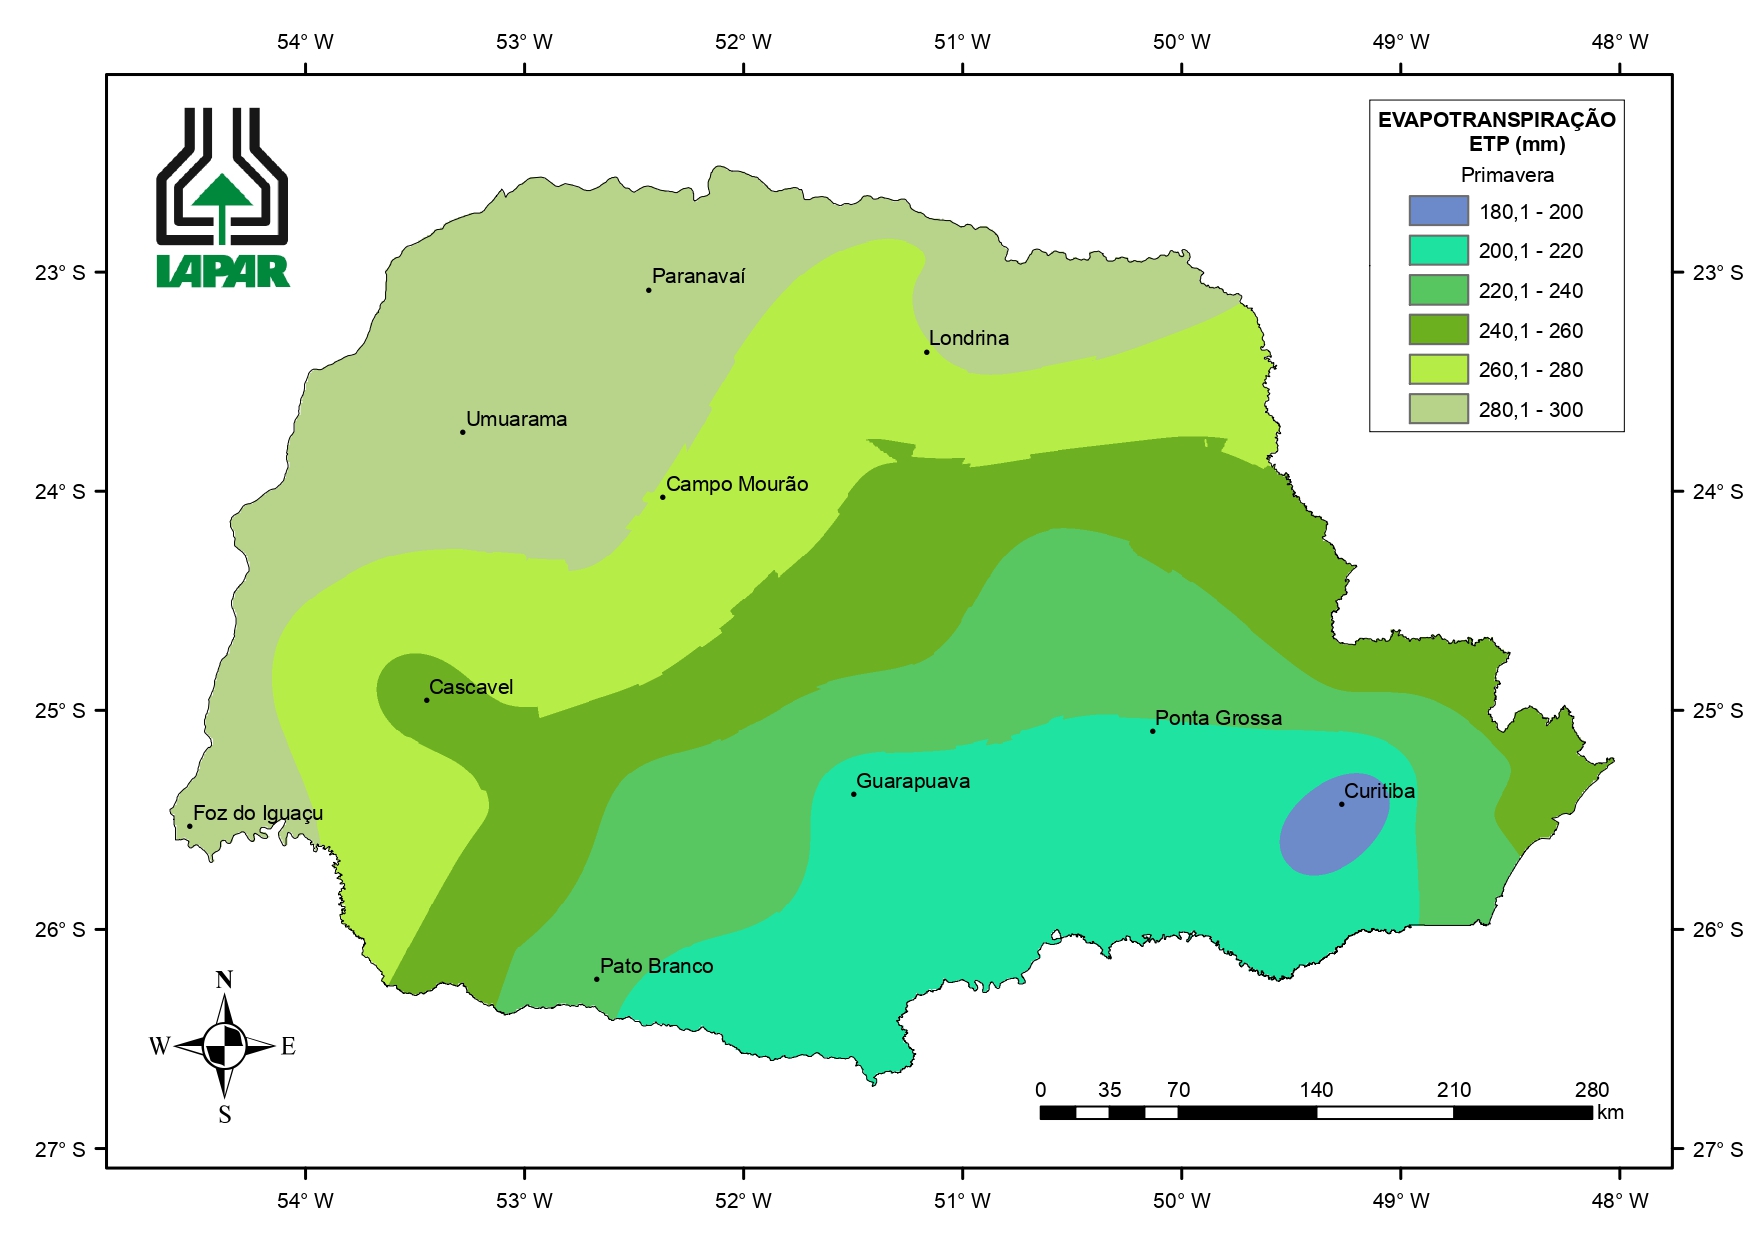 54° W 53° W 52° W 51° W 50° W 49° W 48° W
IAPAR
EVAPOTRANSPIRAÇÃO
ETP (mm)
Primavera
180,1 - 200
200,1 - 220
220,1 - 240
240,1 - 260
260,1 - 280
280,1 - 300
23° S 23° S
Paranavaí
Londrina
Umuarama
Campo Mourão
24° S 24° S
Cascavel
25° S 25° S
Ponta Grossa
Guarapuava
Curitiba
Foz do Iguaçu
26° S 26° S
Pato Branco
N
W E
S
0 35 70 140 210 280
km
27° S 27° S
54° W 53° W 52° W 51° W 50° W 49° W 48° W